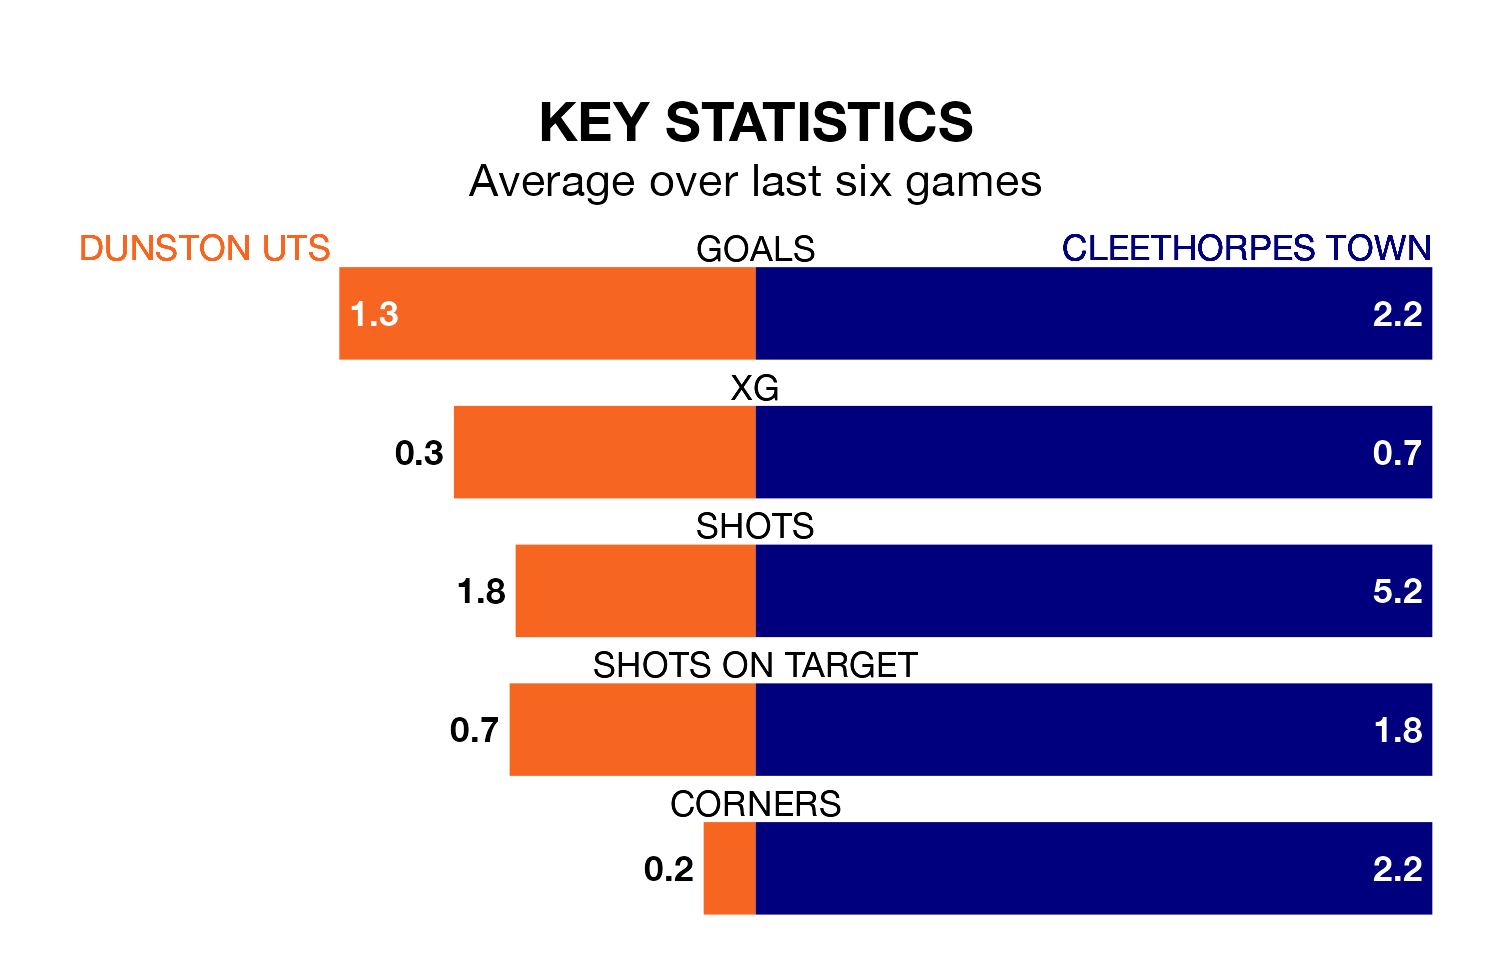 KEY STATISTICS
Average over last six games
DUNSTON UTS GOALS CLEETHORPES TOWN
1.3 2.2
XG
0.3 0.7
SHOTS
1.8 5.2
SHOTS ON TARGET
0.7 1.8
CORNERS
0.2 2.2